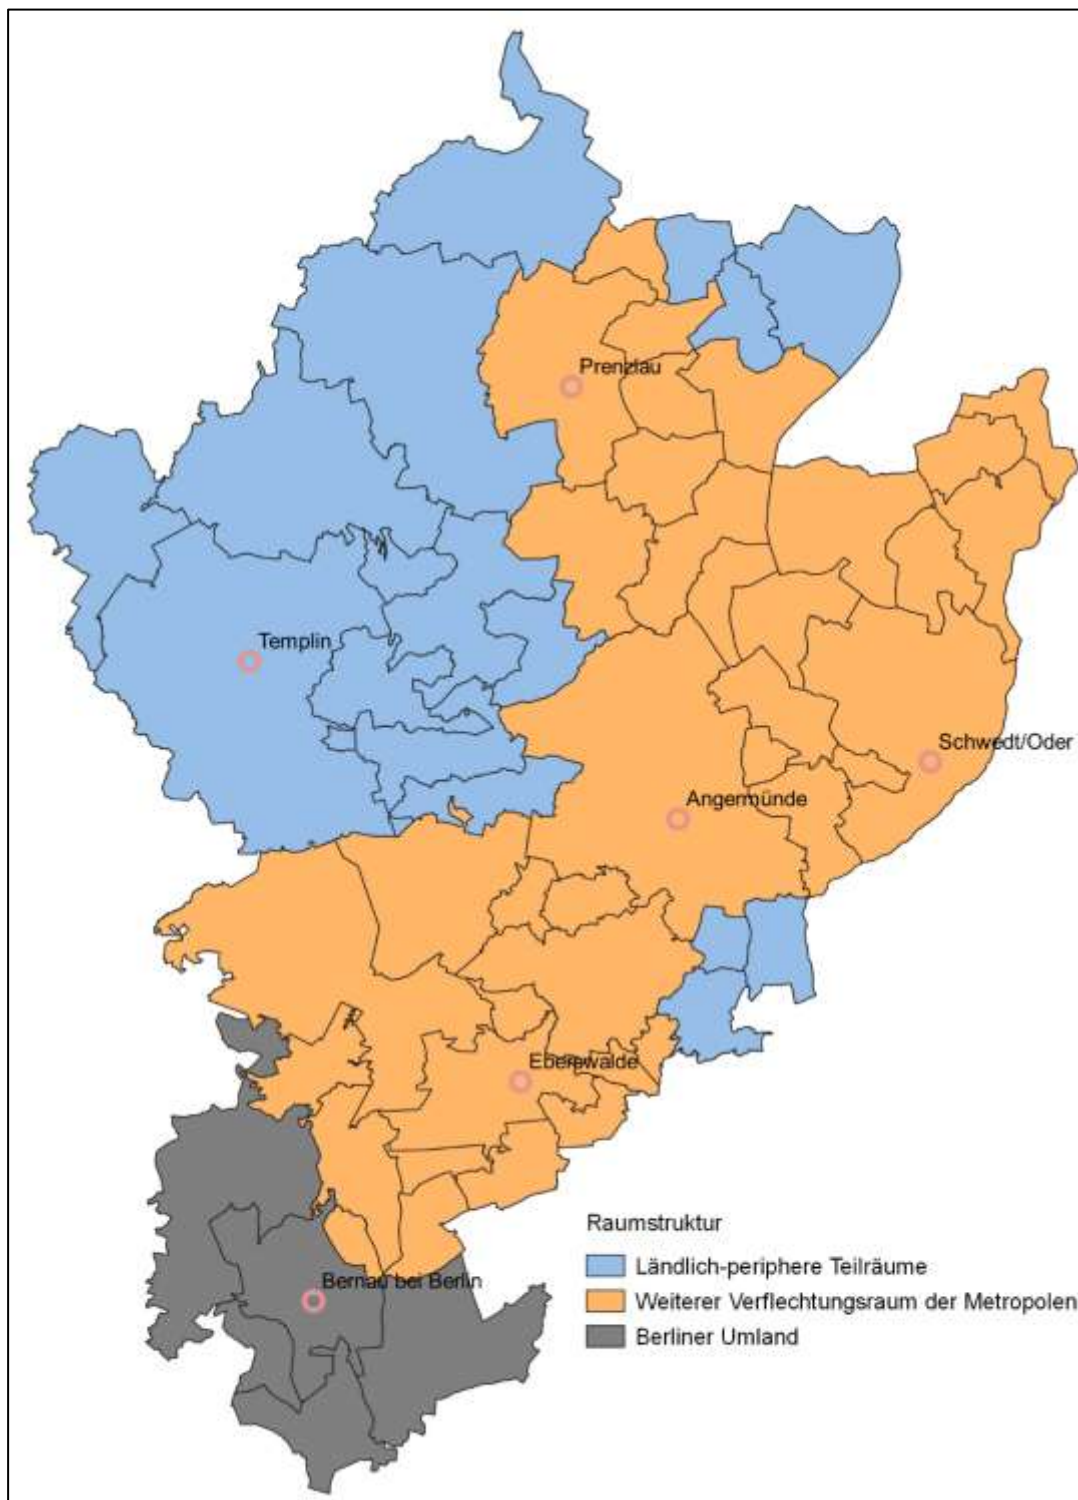 Prenzlau
Templin
Schwedt/Oder
Angermünde
Eberswalde
Bernau bei Berlin
Raumstruktur
Ländlich-periphere Teilräume
Weiterer Verflechtungsraum der Metropolen
Berliner Umland